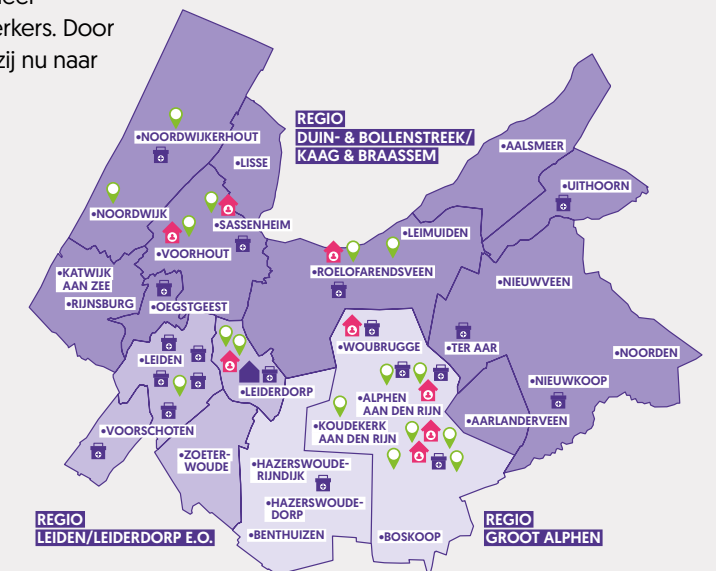 erkers. Door
zij nu naar
REGIO
DUIN- & BOLLENSTREEK/
KAAG & BRAASSEM
•NOORDWIJKERHOUT
•LISSE
•AALSMEER
•UITHOORN
•NOORDWIJK
•SASSENHEIM
•LEIMUIDEN
•VOORHOUT
•ROELOFARENDSVEEN
•KATWIJK
AAN ZEE
•RIJNSBURG
•OEGSTGEEST
•NIEUWVEEN
•WOUBRUGGE
•TER AAR
•NOORDEN
•LEIDEN
•LEIDERDORP
•NIEUWKOOP
•ALPHEN
AAN DEN RIJN
•AARLANDERVEEN
•KOUDEKERK
AAN DEN RIJN
•VOORSCHOTEN
•ZOETER-
WOUDE
•HAZERSWOUDE-
RIJNDIJK
•HAZERSWOUDE-
DORP
•BENTHUIZEN
•BOSKOOP
REGIO
LEIDEN/LEIDERDORP E.O.
REGIO
GROOT ALPHEN